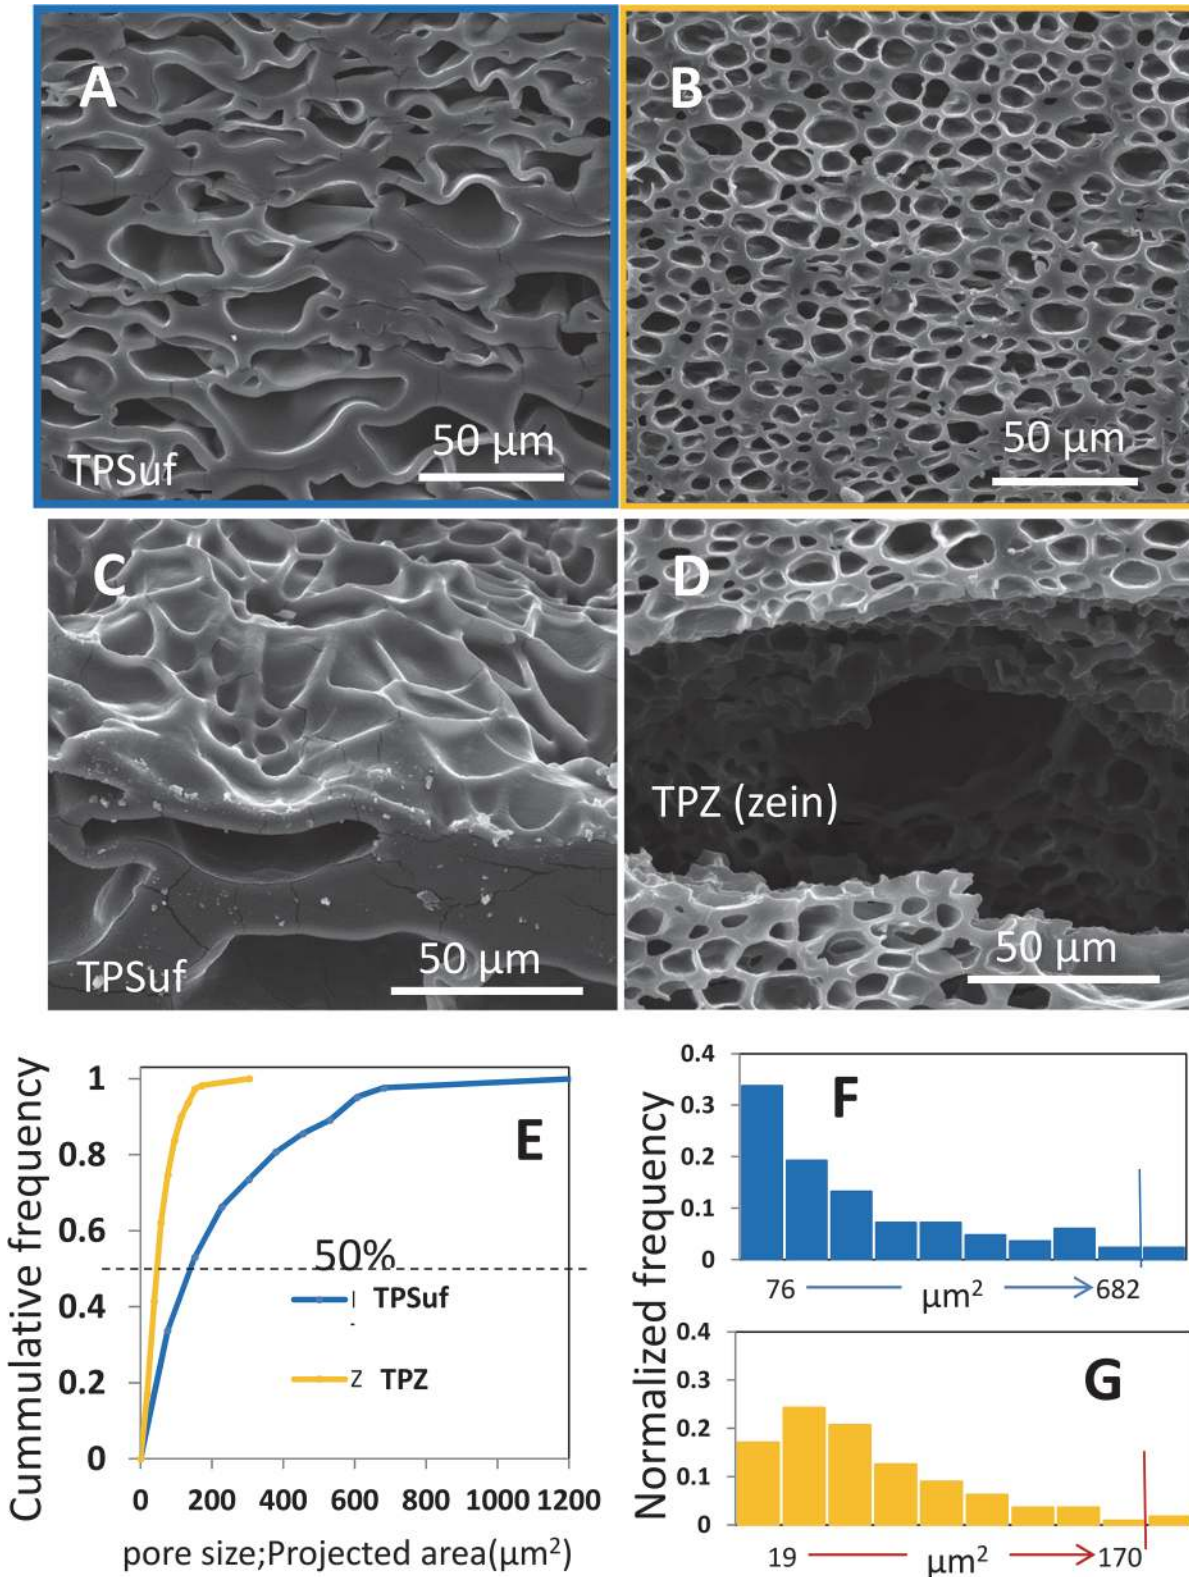 A
B
TPSuf
50 µm
50 µm
C
D
TPZ (zein)
TPSuf
50 µm
50 µm
Cummulative frequency
1
0.8
0.6
0.4
0.2
0
E
50%
TPSuf
Z TPZ
0 200 400 600 800 1000 1200
pore size;Projected area(µm²)
Normalized frequency
0.4
0.3
0.2
0.1
0
F
76 µm² 682
0.4
0.3
0.2
0.1
0
G
19 µm² 170